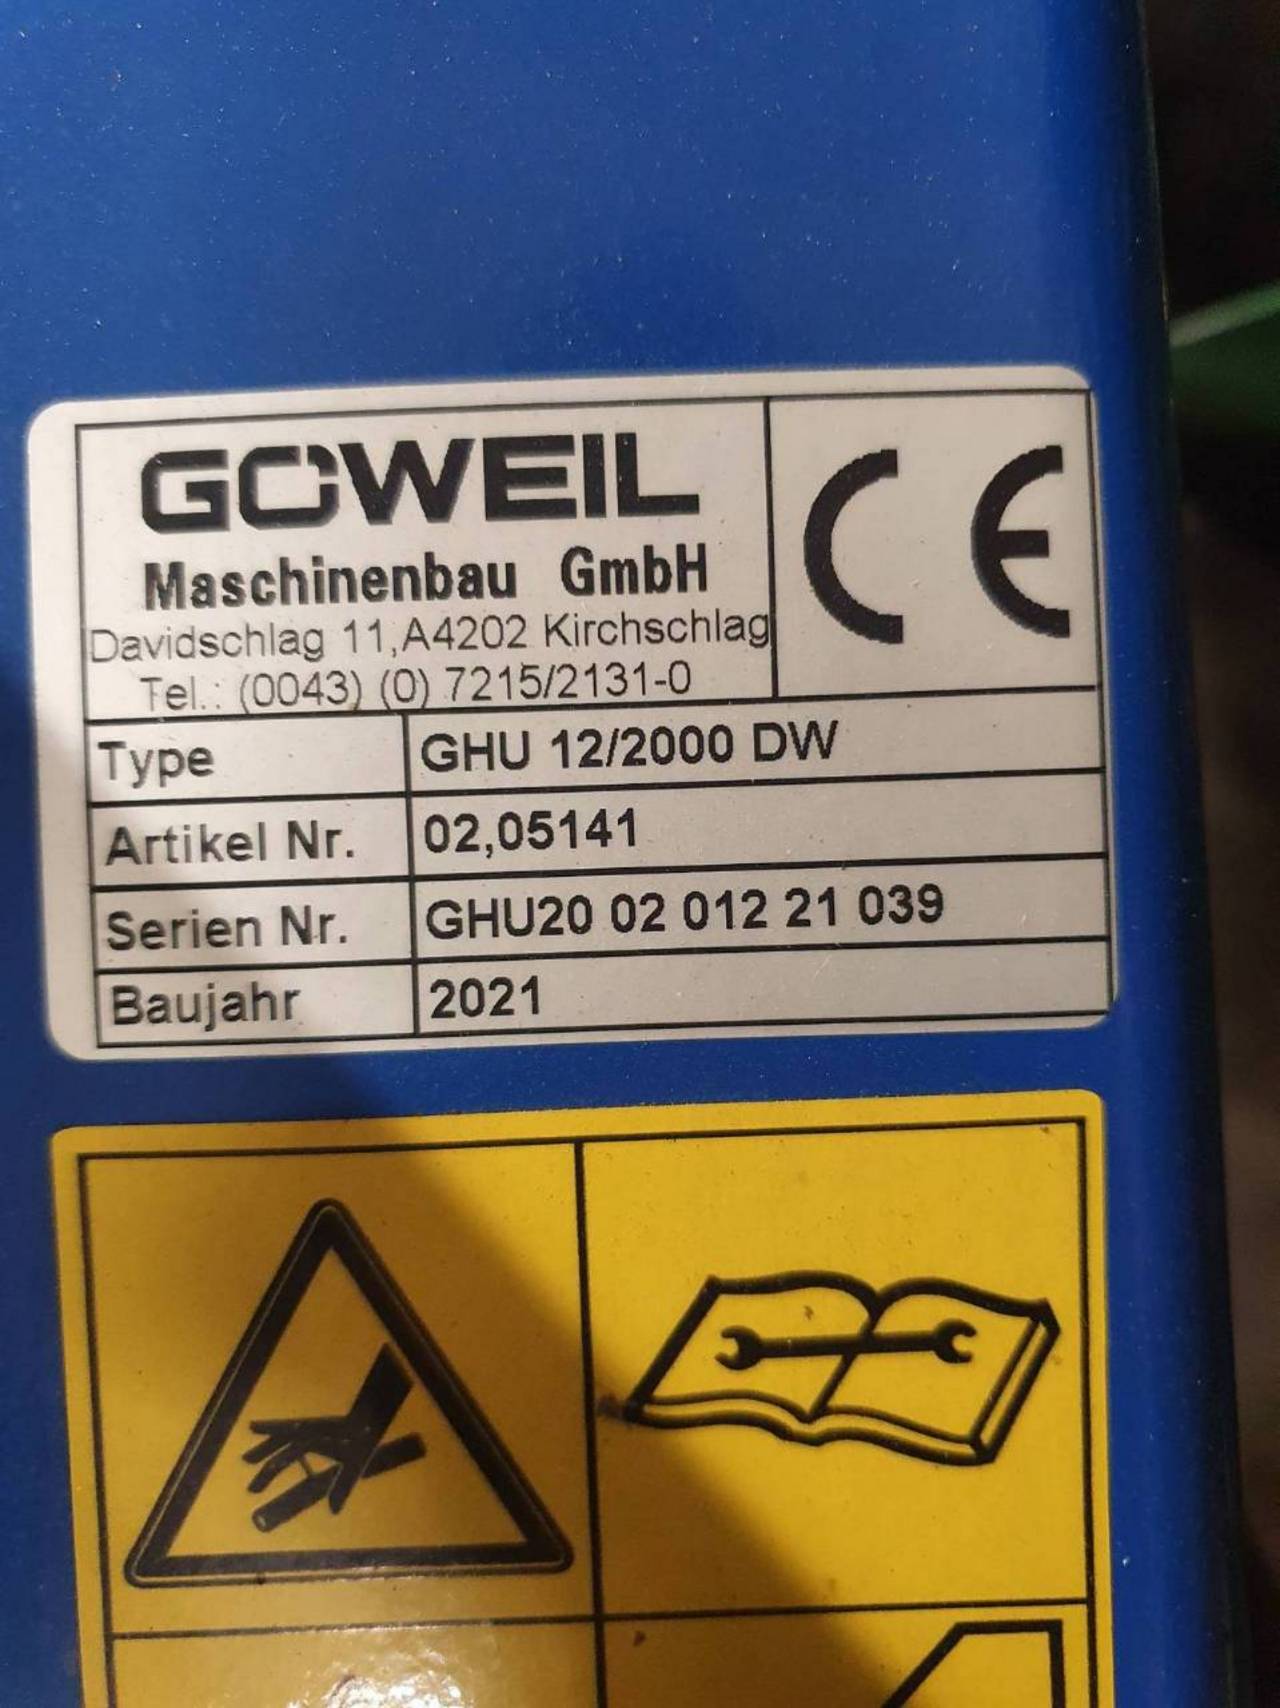 GÖWEIL
Maschinenbau GmbH
Davidschlag 11,A4202 Kirchschlag
Tel.: (0043) (0) 7215/2131-0
CE
Type GHU 12/2000 DW
Artikel Nr. 02,05141
Serien Nr. GHU20 02 012 21 039
Baujahr 2021